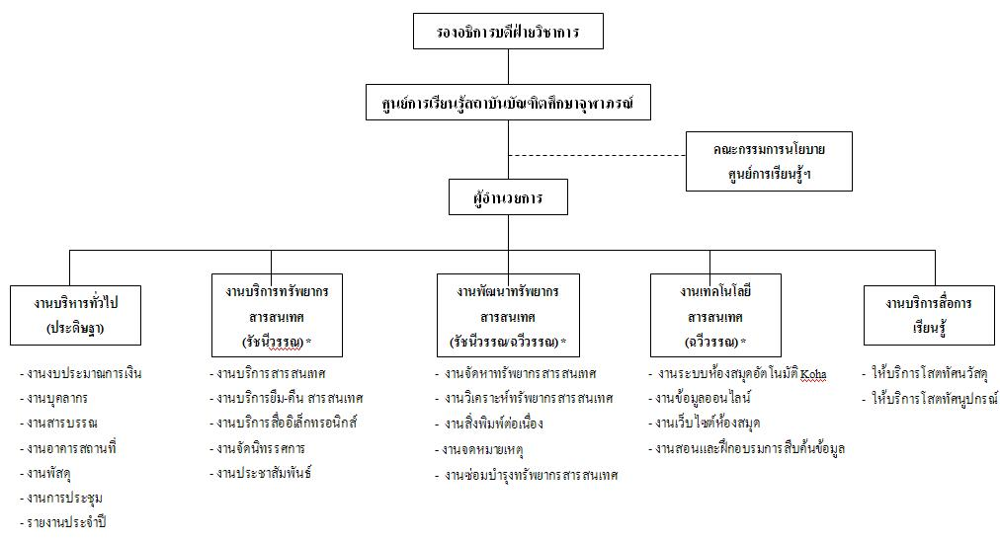 รองอธิการบดีฝ่ายวิชาการ
ศูนย์การเรียนรู้สถาบันบัณฑิตศึกษาจุฬาภรณ์
คณะกรรมการนโยบาย
ศูนย์การเรียนรู้ฯ
ผู้อำนวยการ
งานบริหารทั่วไป
(ประดิษฐา)
- งานงบประมาณการเงิน
- งานบุคลากร
- งานสารบรรณ
- งานอาคารสถานที่
- งานพัสดุ
- งานการประชุม
- รายงานประจำปี
งานบริการทรัพยากร
สารสนเทศ
(รัชนีวรรณ) *
- งานบริการสารสนเทศ
- งานบริการยืม-คืน สารสนเทศ
- งานบริการสื่ออิเล็กทรอนิกส์
- งานจัดนิทรรศการ
- งานประชาสัมพันธ์
งานพัฒนาทรัพยากร
สารสนเทศ
(รัชนีวรรณ/ฉวีวรรณ) *
- งานจัดหาทรัพยากรสารสนเทศ
- งานวิเคราะห์ทรัพยากรสารสนเทศ
- งานสิ่งพิมพ์ต่อเนื่อง
- งานจดหมายเหตุ
- งานซ่อมบำรุงทรัพยากรสารสนเทศ
งานเทคโนโลยี
สารสนเทศ
(ฉวีวรรณ) *
- งานระบบห้องสมุดอัตโนมัติ Koha
- งานข้อมูลออนไลน์
- งานเว็บไซต์ห้องสมุด
- งานสอนและฝึกอบรมการสืบค้นข้อมูล
งานบริการสื่อการ
เรียนรู้
- ให้บริการโสตทัศนวัสดุ
- ให้บริการโสตทัศนูปกรณ์